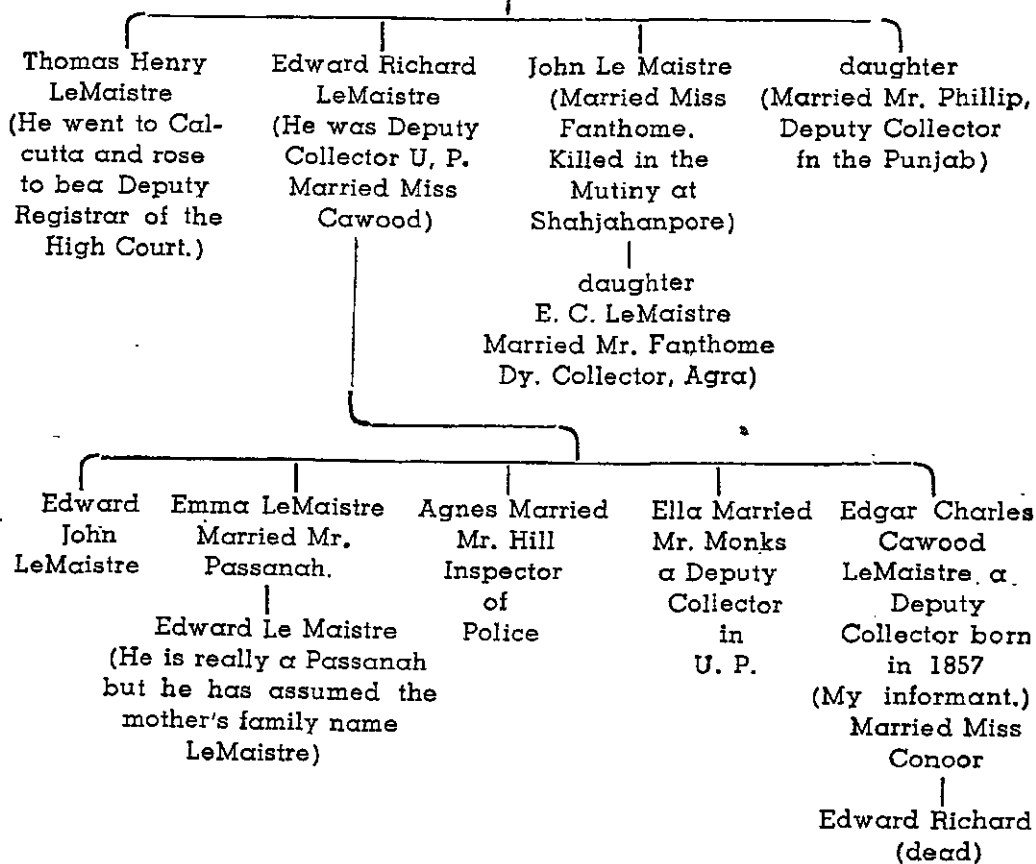 Thomas Henry
LeMaistre
(He went to Cal-
cutta and rose
to bea Deputy
Registrar of the
High Court.)
Edward Richard
LeMaistre
(He was Deputy
Collector U, P.
Married Miss
Cawood)
John Le Maistre
(Married Miss
Fanthome.
Killed in the
Mutiny at
Shahjahanpore)
daughter
E. C. LeMaistre
Married Mr. Fanthome
Dy. Collector, Agra)
daughter
(Married Mr. Phillip,
Deputy Collector
fn the Punjab)
Edward
John
LeMaistre
Emma LeMaistre
Married Mr.
Passanah.
Edward Le Maistre
(He is really a Passanah
but he has assumed the
mother's family name
LeMaistre)
Agnes Married
Mr. Hill
Inspector
of
Police
Ella Married
Mr. Monks
a Deputy
Collector
in
U. P.
Edgar Charles
Cawood
LeMaistre a
Deputy
Collector born
in 1857
(My informant.)
Married Miss
Conoor
Edward Richard
(dead)